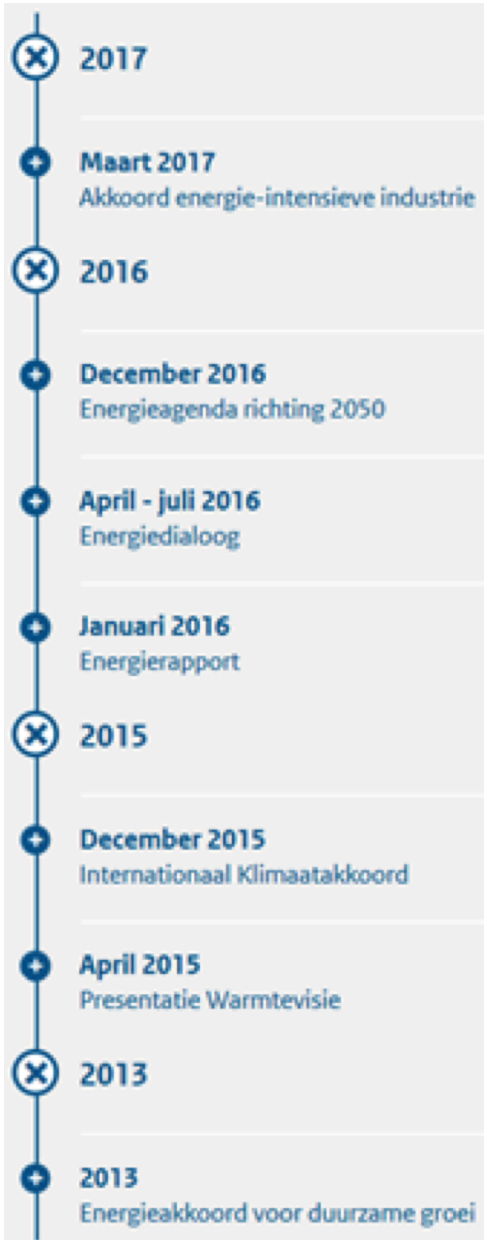 2017
Maart 2017
Akkoord energie-intensieve industrie
2016
December 2016
Energieagenda richting 2050
April - juli 2016
Energiedialoog
Januari 2016
Energierapport
2015
December 2015
Internationaal Klimaatakkoord
April 2015
Presentatie Warmtevisie
2013
2013
Energieakkoord voor duurzame groei